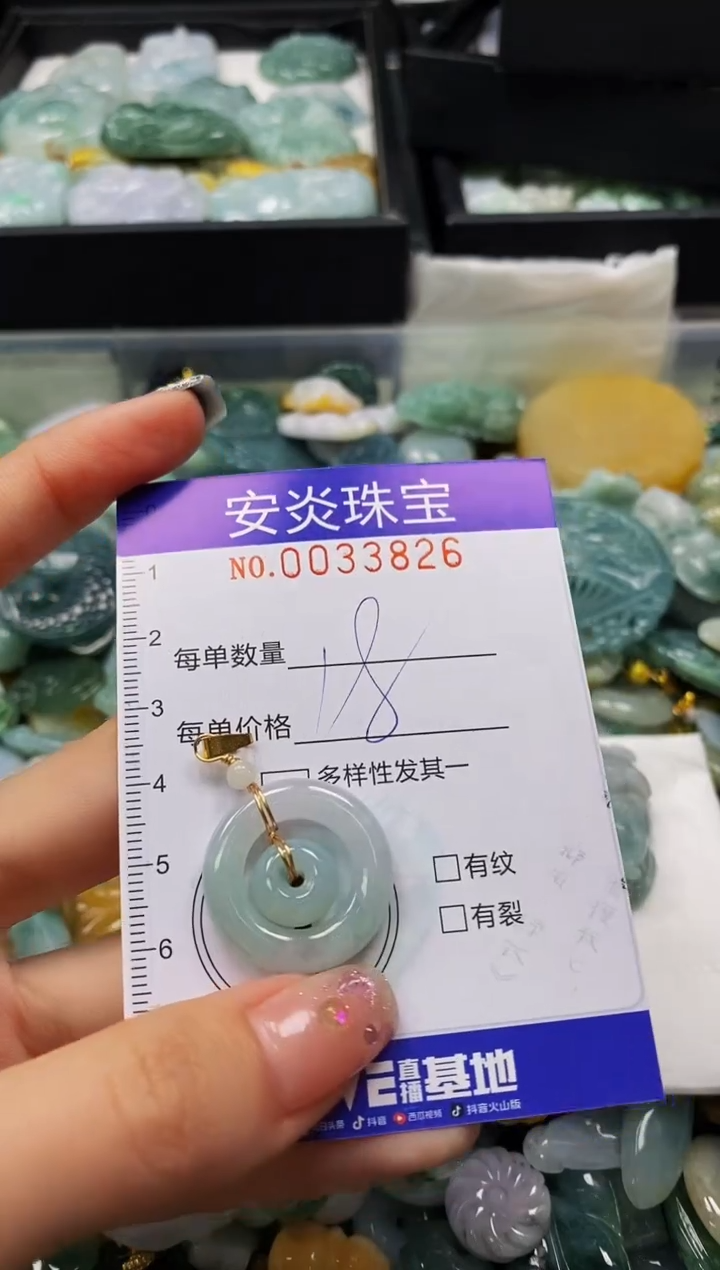 安炎珠宝
NO.0033826
1
2
3
4
5
6
每单数量
每单价格
多样性发其一
有纹
有裂
直播基地
抖音 西瓜视频 抖音火山版